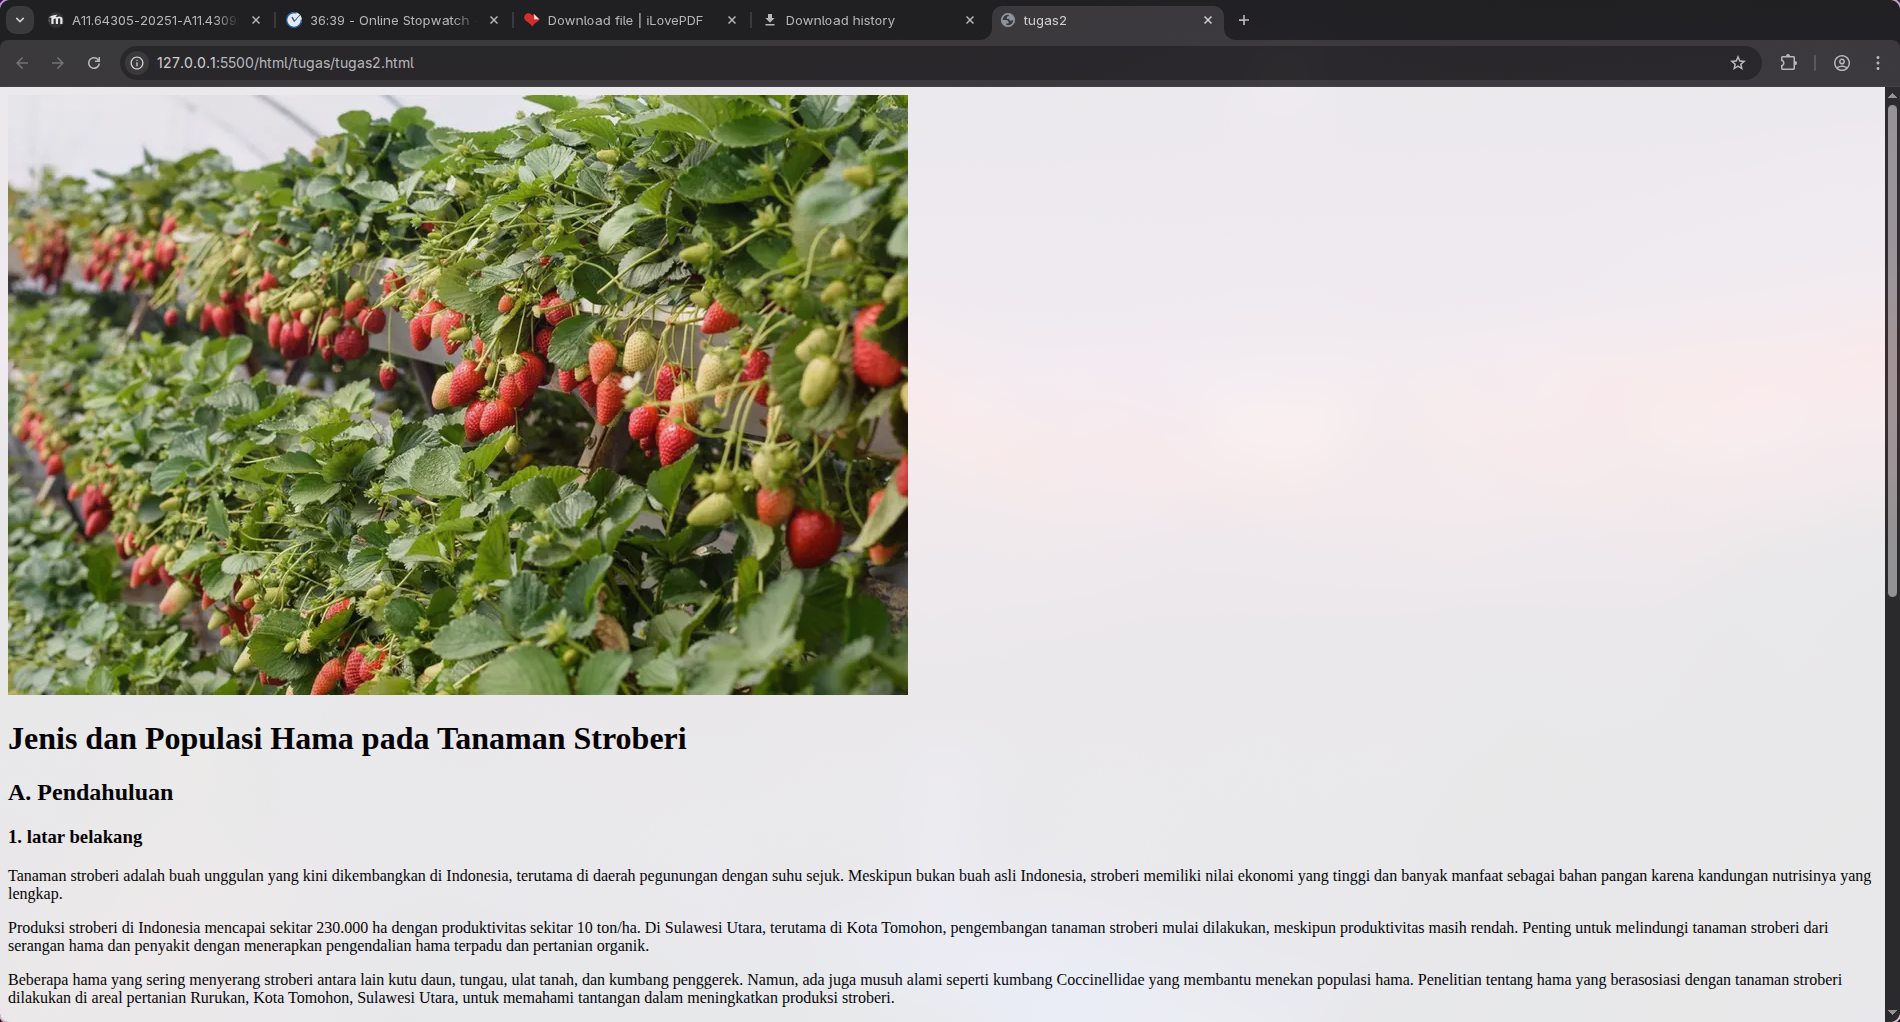 A11.64305-20251-A11.4309
36:39 - Online Stopwatch
Download file | iLovePDF
Download history
tugas2
127.0.0.1:5500/html/tugas/tugas2.html
Jenis dan Populasi Hama pada Tanaman Stroberi
A. Pendahuluan
1. latar belakang
Tanaman stroberi adalah buah unggulan yang kini dikembangkan di Indonesia, terutama di daerah pegunungan dengan suhu sejuk. Meskipun bukan buah asli Indonesia, stroberi memiliki nilai ekonomi yang tinggi dan banyak manfaat sebagai bahan pangan karena kandungan nutrisinya yang
lengkap.
Produksi stroberi di Indonesia mencapai sekitar 230.000 ha dengan produktivitas sekitar 10 ton/ha. Di Sulawesi Utara, terutama di Kota Tomohon, pengembangan tanaman stroberi mulai dilakukan, meskipun produktivitas masih rendah. Penting untuk melindungi tanaman stroberi dari
serangan hama dan penyakit dengan menerapkan pengendalian hama terpadu dan pertanian organik.
Beberapa hama yang sering menyerang stroberi antara lain kutu daun, tungau, ulat tanah, dan kumbang penggerek. Namun, ada juga musuh alami seperti kumbang Coccinellidae yang membantu menekan populasi hama. Penelitian tentang hama yang berasosiasi dengan tanaman stroberi
dilakukan di areal pertanian Rurukan, Kota Tomohon, Sulawesi Utara, untuk memahami tantangan dalam meningkatkan produksi stroberi.